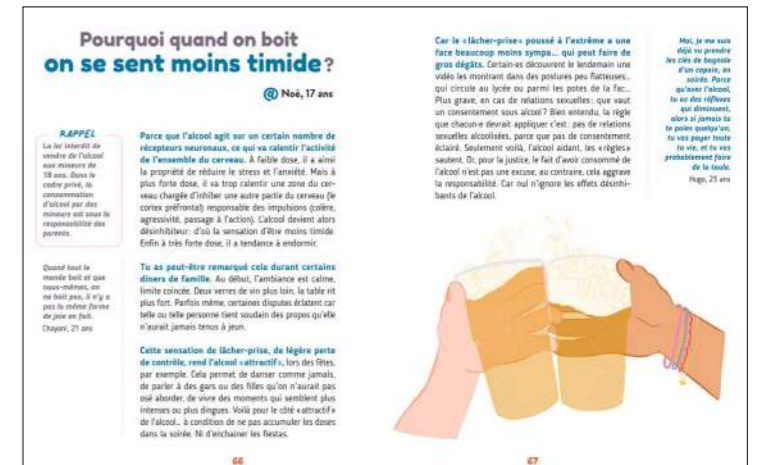 Pourquoi quand on boit
on se sent moins timide?
@ Noé, 17 ans
RAPPEL
La loi interdit de
vendre de l'alcool
aux mineurs de
18 ans. Dans le
cadre privé, la
consommation
d'alcool par des
mineurs est sous la
responsabilité des
parents.
Quand tout le
monde boit et que
nous-mêmes, on
ne boit pas, il n'y a
pas la même forme
de joie en fait.
Chayani, 21 ans
Parce que l'alcool agit sur un certain nombre de
récepteurs neuronaux, ce qui va ralentir l'activité
de l'ensemble du cerveau. À faible dose, il a ainsi
la propriété de réduire le stress et l'anxiété. Mais à
plus forte dose, il va trop ralentir une zone du cer-
veau chargée d'inhiber une autre partie du cerveau (le
cortex préfrontal) responsable des impulsions (colère,
agressivité, passage à l'action). L'alcool devient alors
désinhibiteur: d'où la sensation d'être moins timide.
Enfin à très forte dose, il a tendance à endormir.
Tu as peut-être remarqué cela durant certains
dîners de famille. Au début, l'ambiance est calme,
limite coincée. Deux verres de vin plus loin, la table rit
plus fort. Parfois même, certaines disputes éclatent car
telle ou telle personne tient soudain des propos qu'elle
n'aurait jamais tenus à jeun.
Cette sensation de lâcher-prise, de légère perte
de contrôle, rend l'alcool «attractif», lors des fêtes,
par exemple. Cela permet de danser comme jamais,
de parler à des gars ou des filles qu'on n'aurait pas
osé aborder, de vivre des moments qui semblent plus
intenses ou plus dingues. Voilà pour le côté «attractif»
de l'alcool... à condition de ne pas accumuler les doses
dans la soirée. Ni d'enchaîner les fiestas.
66
Car le «lâcher-prise» poussé à l'extrême a une
face beaucoup moins sympa... qui peut faire de
gros dégâts. Certain·es découvrent le lendemain une
vidéo les montrant dans des postures peu flatteuses...
qui circule au lycée ou parmi les potes de la fac...
Plus grave, en cas de relations sexuelles: que vaut
un consentement sous alcool? Bien entendu, la règle
que chacun·e devrait appliquer c'est: pas de relations
sexuelles alcoolisées, parce que pas de consentement
éclairé. Seulement voilà, l'alcool aidant, les «règles»
sautent. Or, pour la justice, le fait d'avoir consommé de
l'alcool n'est pas une excuse, au contraire, cela aggrave
la responsabilité. Car nul n'ignore les effets désinhi-
bants de l'alcool.
Moi, je me suis
déjà vu prendre
les clés de bagnole
d'un copain, en
soirée. Parce
qu'avec l'alcool,
tu as des réflexes
qui diminuent,
alors si jamais tu
te paies quelqu'un,
tu vas payer toute
ta vie, et tu vas
probablement faire
de la taule.
Hugo, 25 ans
67